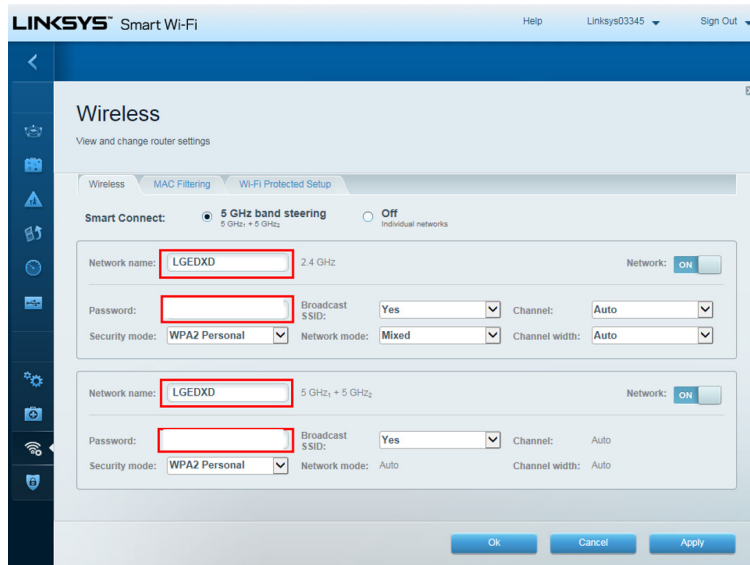 LINKSYS™ Smart Wi-Fi
Help Linksys03345 Sign Out
Wireless
View and change router settings
Wireless MAC Filtering Wi-Fi Protected Setup
Smart Connect: 5 GHz band steering Off
5 GHz₁ + 5 GHz₂ Individual networks
Network name: LGEDXD 2.4 GHz Network: ON
Password: Broadcast SSID: Yes Channel: Auto
Security mode: WPA2 Personal Network mode: Mixed Channel width: Auto
Network name: LGEDXD 5 GHz₁ + 5 GHz₂ Network: ON
Password: Broadcast SSID: Yes Channel: Auto
Security mode: WPA2 Personal Network mode: Auto Channel width: Auto
Ok Cancel Apply